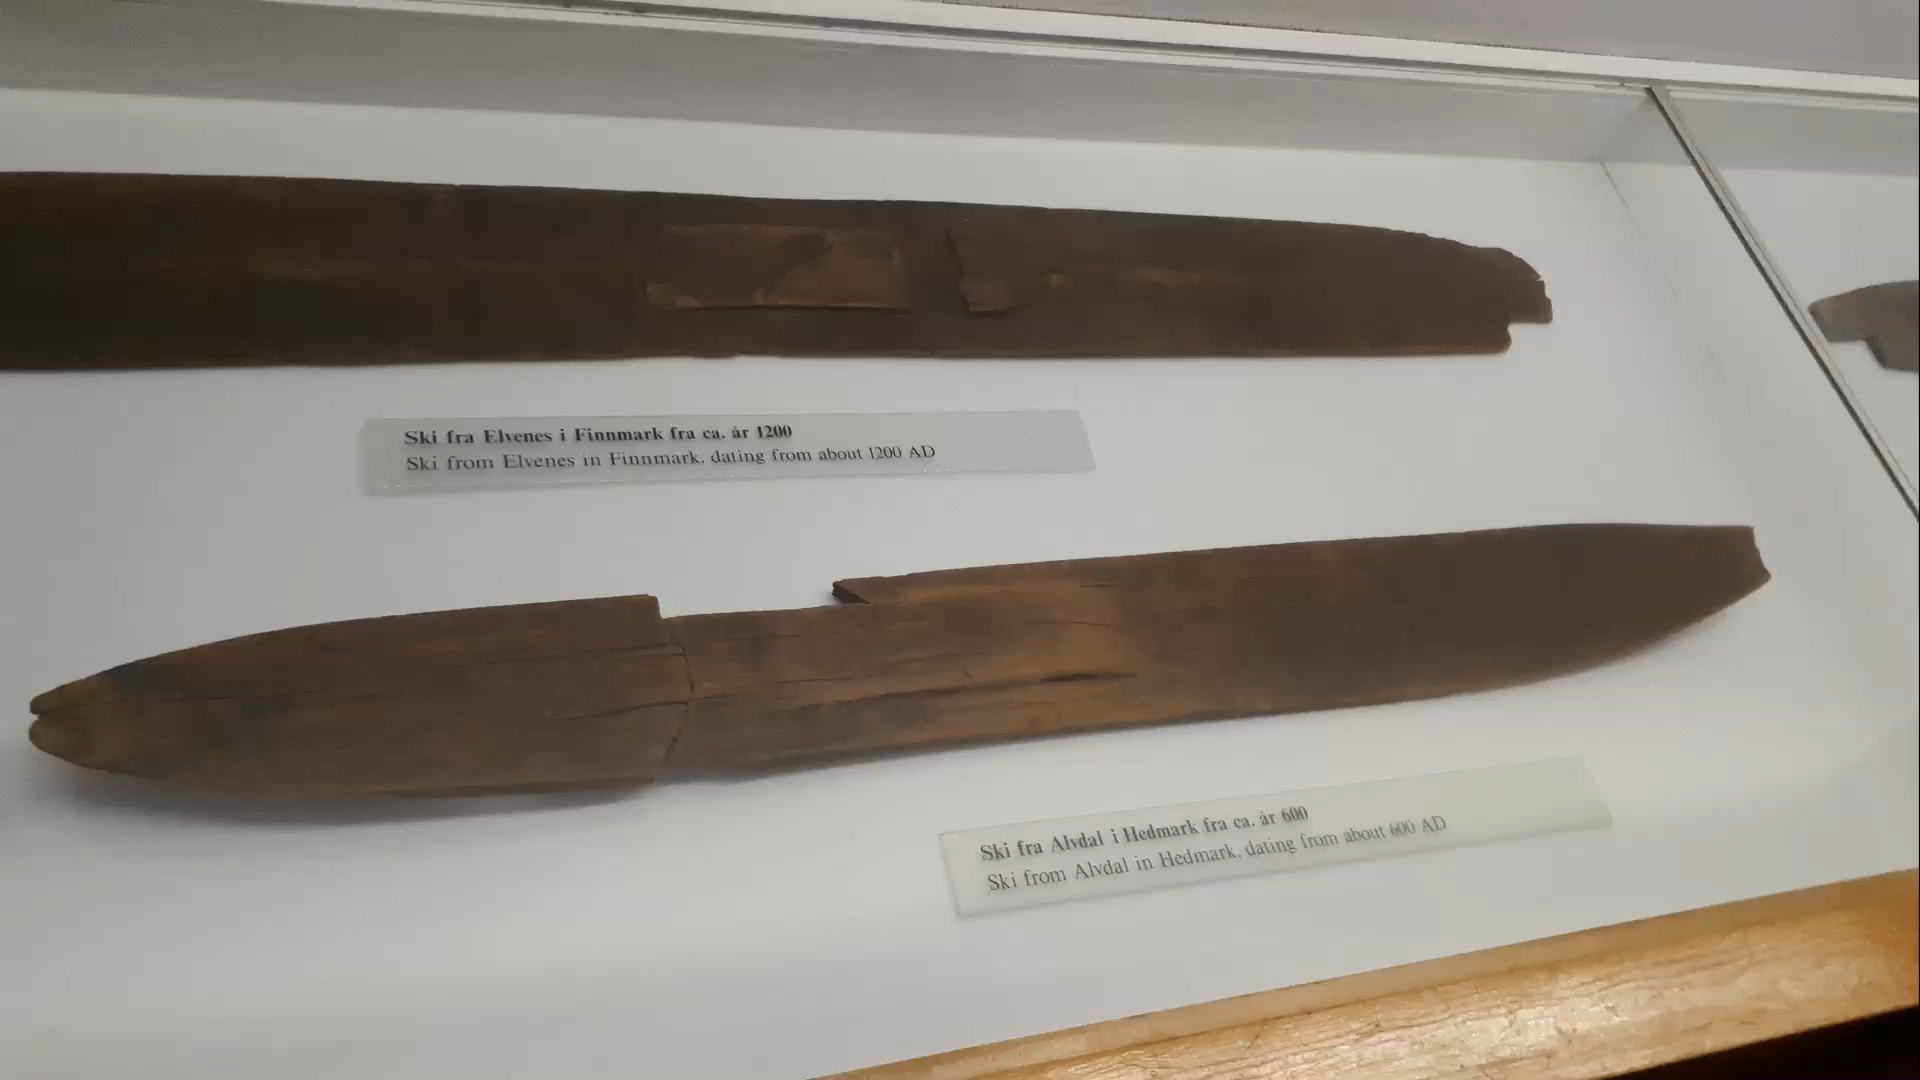 Ski fra Elvenes i Finnmark fra ca. år 1200
Ski from Elvenes in Finnmark, dating from about 1200 AD
Ski fra Alvdal i Hedmark fra ca. år 600
Ski from Alvdal in Hedmark, dating from about 600 AD